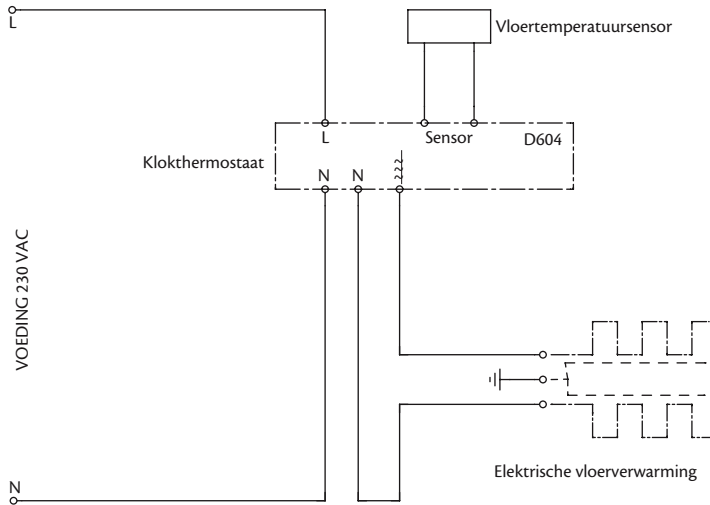 L
Vloertemperatuursensor
L
Sensor
D604
Klokthermostaat
N
N
VOEDING 230 VAC
Elektrische vloerverwarming
N